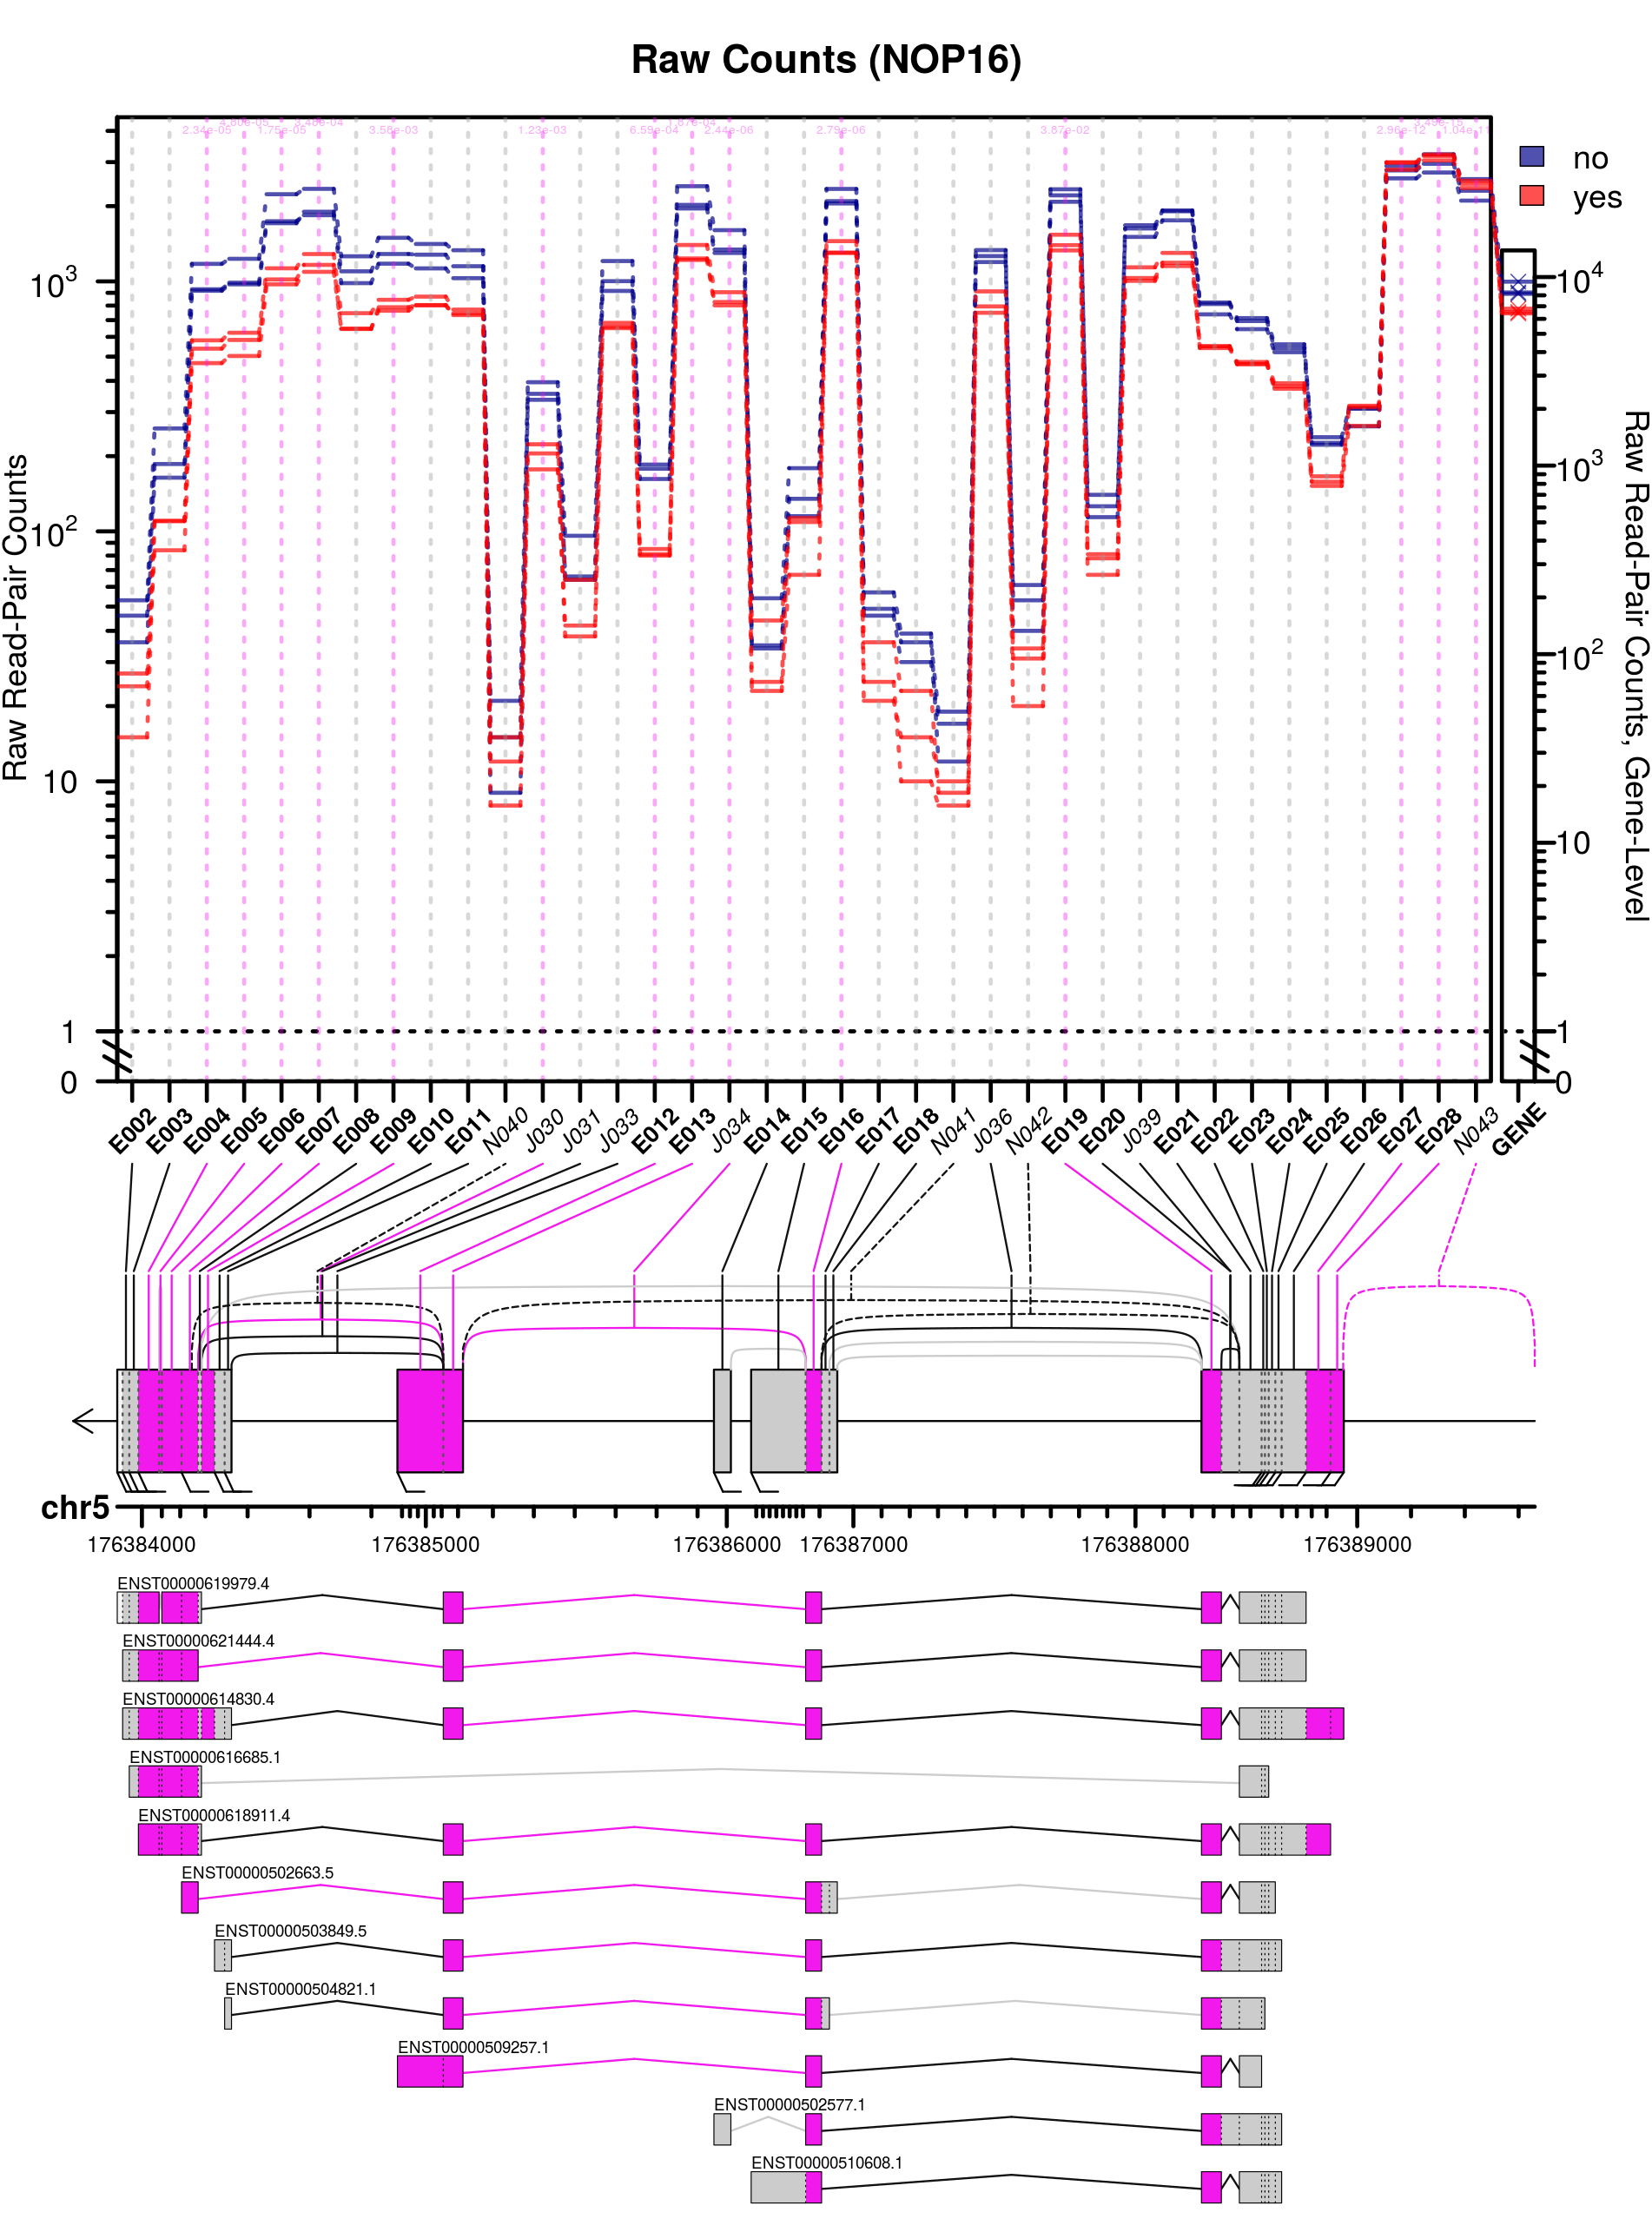 Raw Counts (NOP16)
2.34e-05
1.75e-05
3.58e-03
1.23e-03
6.59e-04
2.44e-06
2.79e-06
3.87e-02
2.96e-12
no
yes
Raw Read-Pair Counts
10³
10²
10
1
0
Raw Read-Pair Counts, Gene-Level
10⁴
10³
10²
10
1
0
E002 E003 E004 E005 E006 E007 E008 E009 E010 E011 N040 J030 J031 J033 E012 E013 J034 E014 E015 E016 E017 E018 N041 J036 N042 E019 E020 J039 E021 E022 E023 E024 E025 E026 E027 E028 N043 GENE
chr5
176384000 176385000 176386000 176387000 176388000 176389000
ENST00000619979.4
ENST00000621444.4
ENST00000614830.4
ENST00000616685.1
ENST00000618911.4
ENST00000502663.5
ENST00000503849.5
ENST00000504821.1
ENST00000509257.1
ENST00000502577.1
ENST00000510608.1